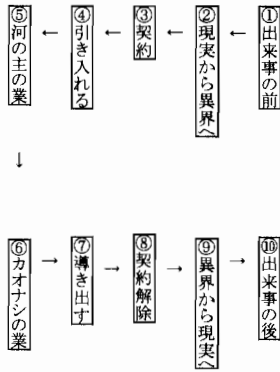 ①出来事の前
②現実から異界へ
③契約
④引き入れる
⑤河の主の業
⑥カオナシの業
⑦導き出す
⑧契約解除
⑨異界から現実へ
⑩出来事の後